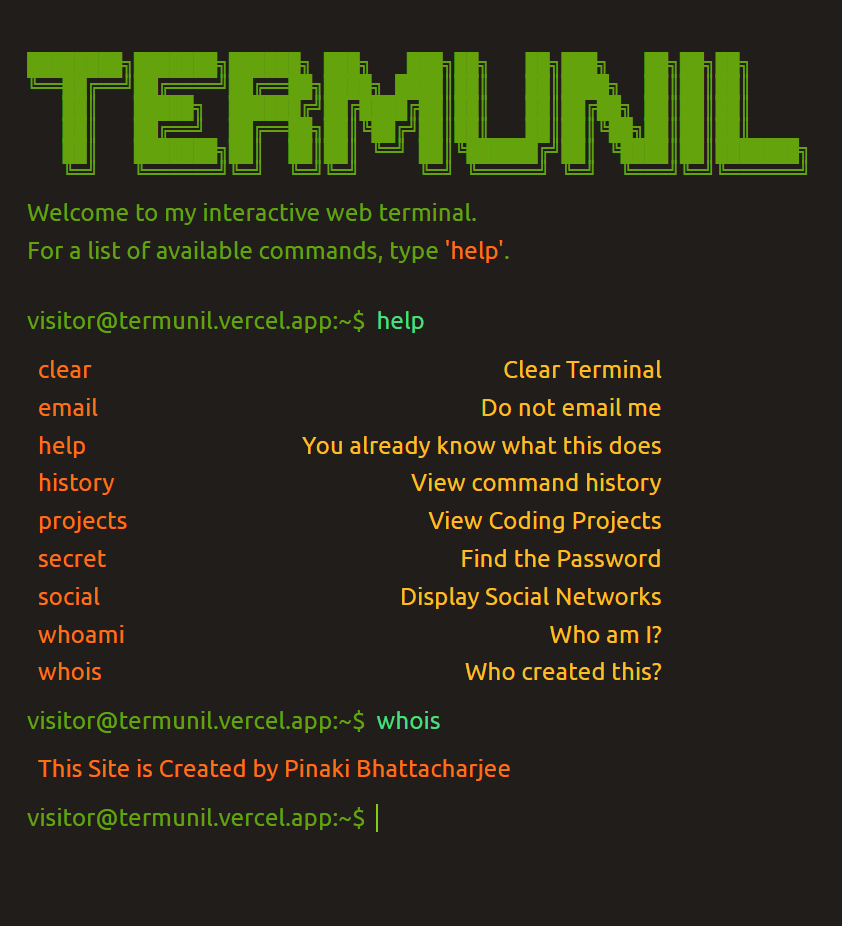 TERMUNIL
Welcome to my interactive web terminal.
For a list of available commands, type 'help'.
visitor@termunil.vercel.app:~$ help
clear Clear Terminal
email Do not email me
help You already know what this does
history View command history
projects View Coding Projects
secret Find the Password
social Display Social Networks
whoami Who am I?
whois Who created this?
visitor@termunil.vercel.app:~$ whois
This Site is Created by Pinaki Bhattacharjee
visitor@termunil.vercel.app:~$